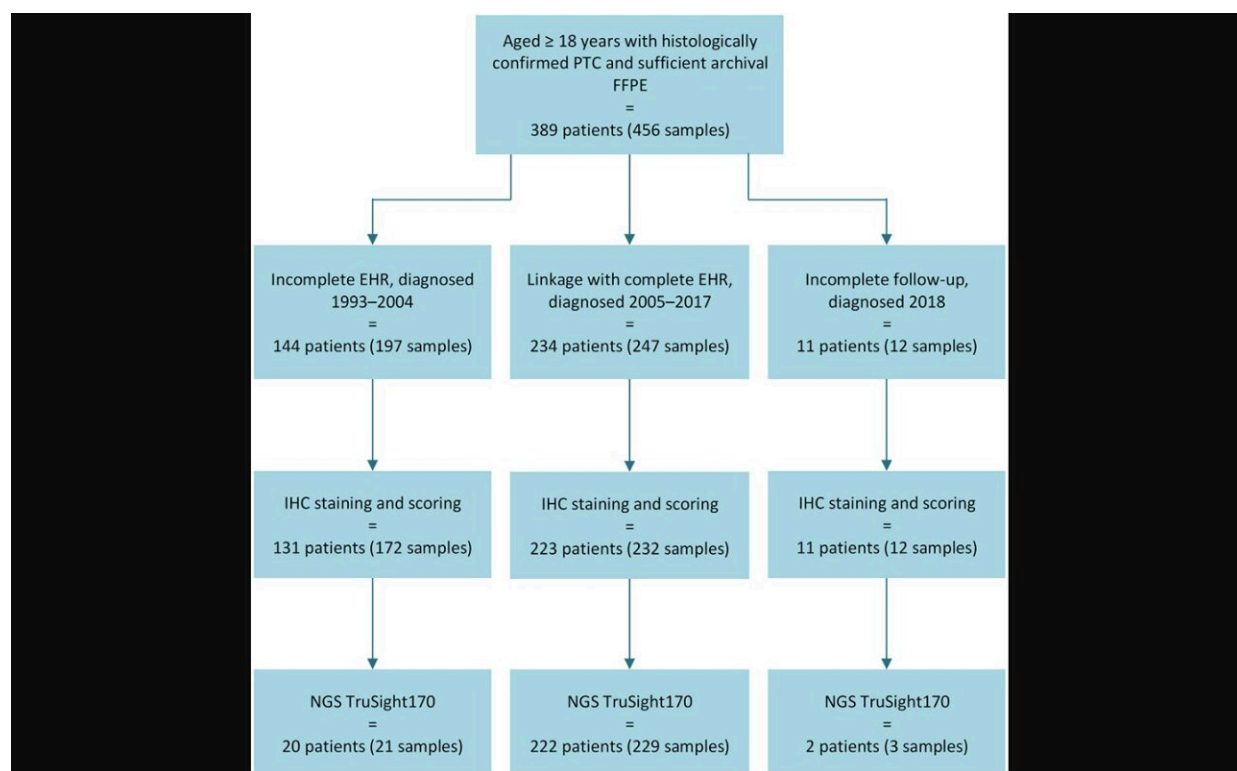 Aged ≥ 18 years with histologically
confirmed PTC and sufficient archival
FFPE
=
389 patients (456 samples)
Incomplete EHR, diagnosed
1993–2004
=
144 patients (197 samples)
Linkage with complete EHR,
diagnosed 2005–2017
=
234 patients (247 samples)
Incomplete follow-up,
diagnosed 2018
=
11 patients (12 samples)
IHC staining and scoring
=
131 patients (172 samples)
IHC staining and scoring
=
223 patients (232 samples)
IHC staining and scoring
=
11 patients (12 samples)
NGS TruSight170
=
20 patients (21 samples)
NGS TruSight170
=
222 patients (229 samples)
NGS TruSight170
=
2 patients (3 samples)